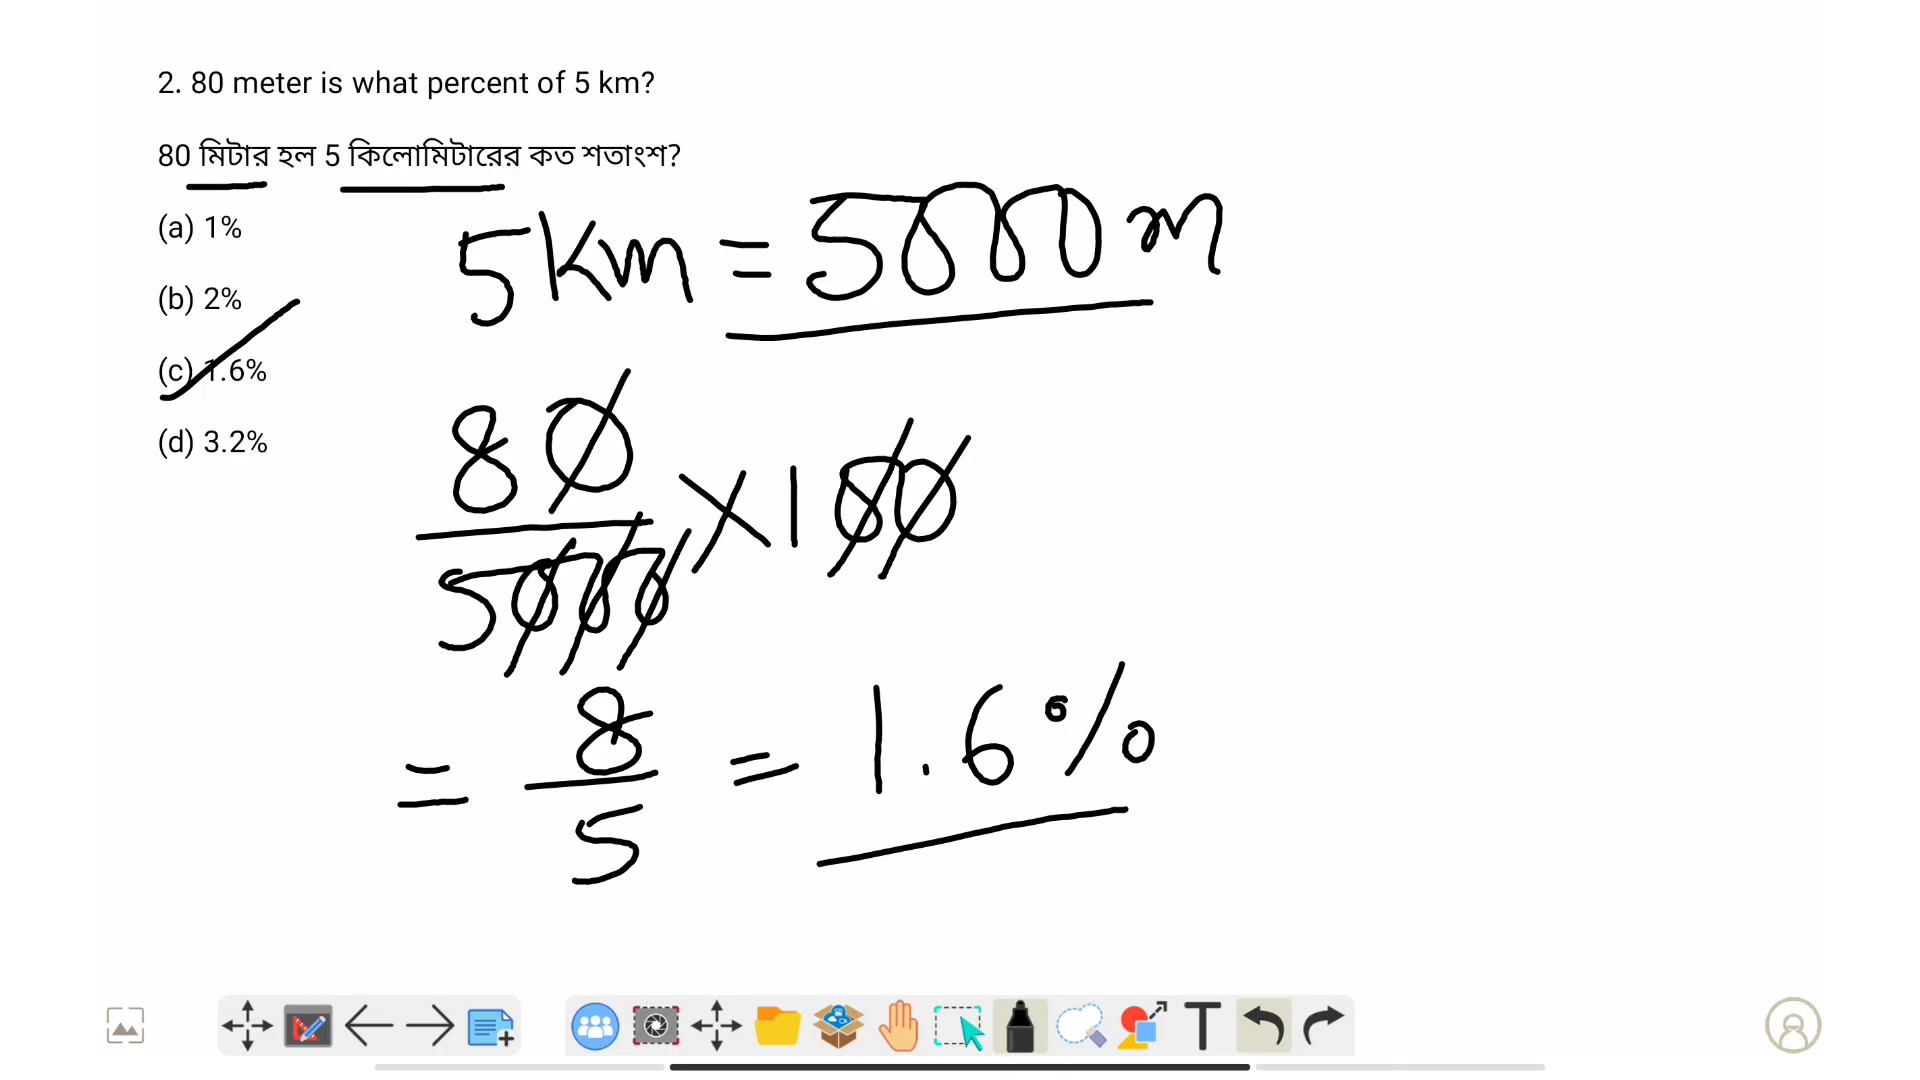 2. 80 meter is what percent of 5 km?
80 মিটার হল 5 কিলোমিটারের কত শতাংশ?
(a) 1%
(b) 2%
(c) 1.6%
(d) 3.2%
5km = 5000 m
80
× 100
5000
= 8 = 1.6%
5
T